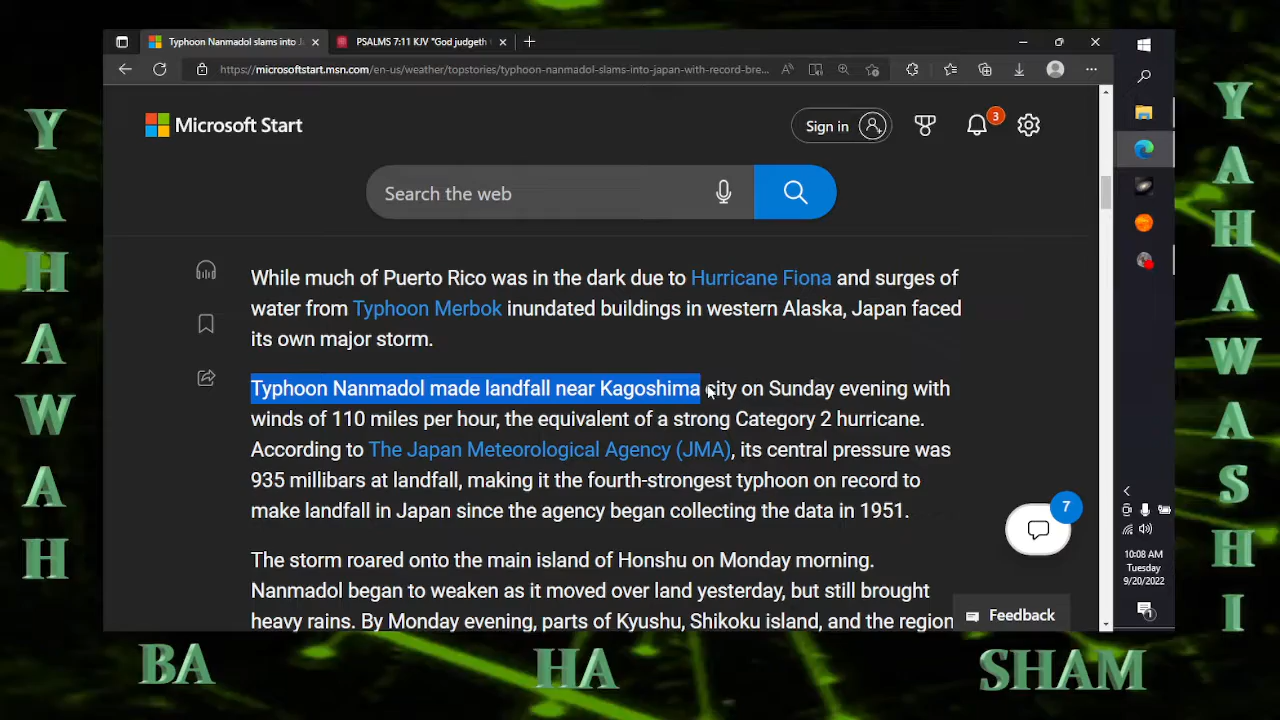 Typhoon Nanmadol slams into J
PSALMS 7:11 KJV "God judgeth t
https://microsoftstart.msn.com/en-us/weather/topstories/typhoon-nanmadol-slams-into-japan-with-record-bre...
Microsoft Start
Sign in
3
Search the web
While much of Puerto Rico was in the dark due to Hurricane Fiona and surges of
water from Typhoon Merbok inundated buildings in western Alaska, Japan faced
its own major storm.
Typhoon Nanmadol made landfall near Kagoshima city on Sunday evening with
winds of 110 miles per hour, the equivalent of a strong Category 2 hurricane.
According to The Japan Meteorological Agency (JMA), its central pressure was
935 millibars at landfall, making it the fourth-strongest typhoon on record to
make landfall in Japan since the agency began collecting the data in 1951.
The storm roared onto the main island of Honshu on Monday morning.
Nanmadol began to weaken as it moved over land yesterday, but still brought
heavy rains. By Monday evening, parts of Kyushu, Shikoku island, and the region
7
Feedback
10:08 AM
Tuesday
9/20/2022
1
YAHAWAH
YAHAWASHI
BA HA SHAM